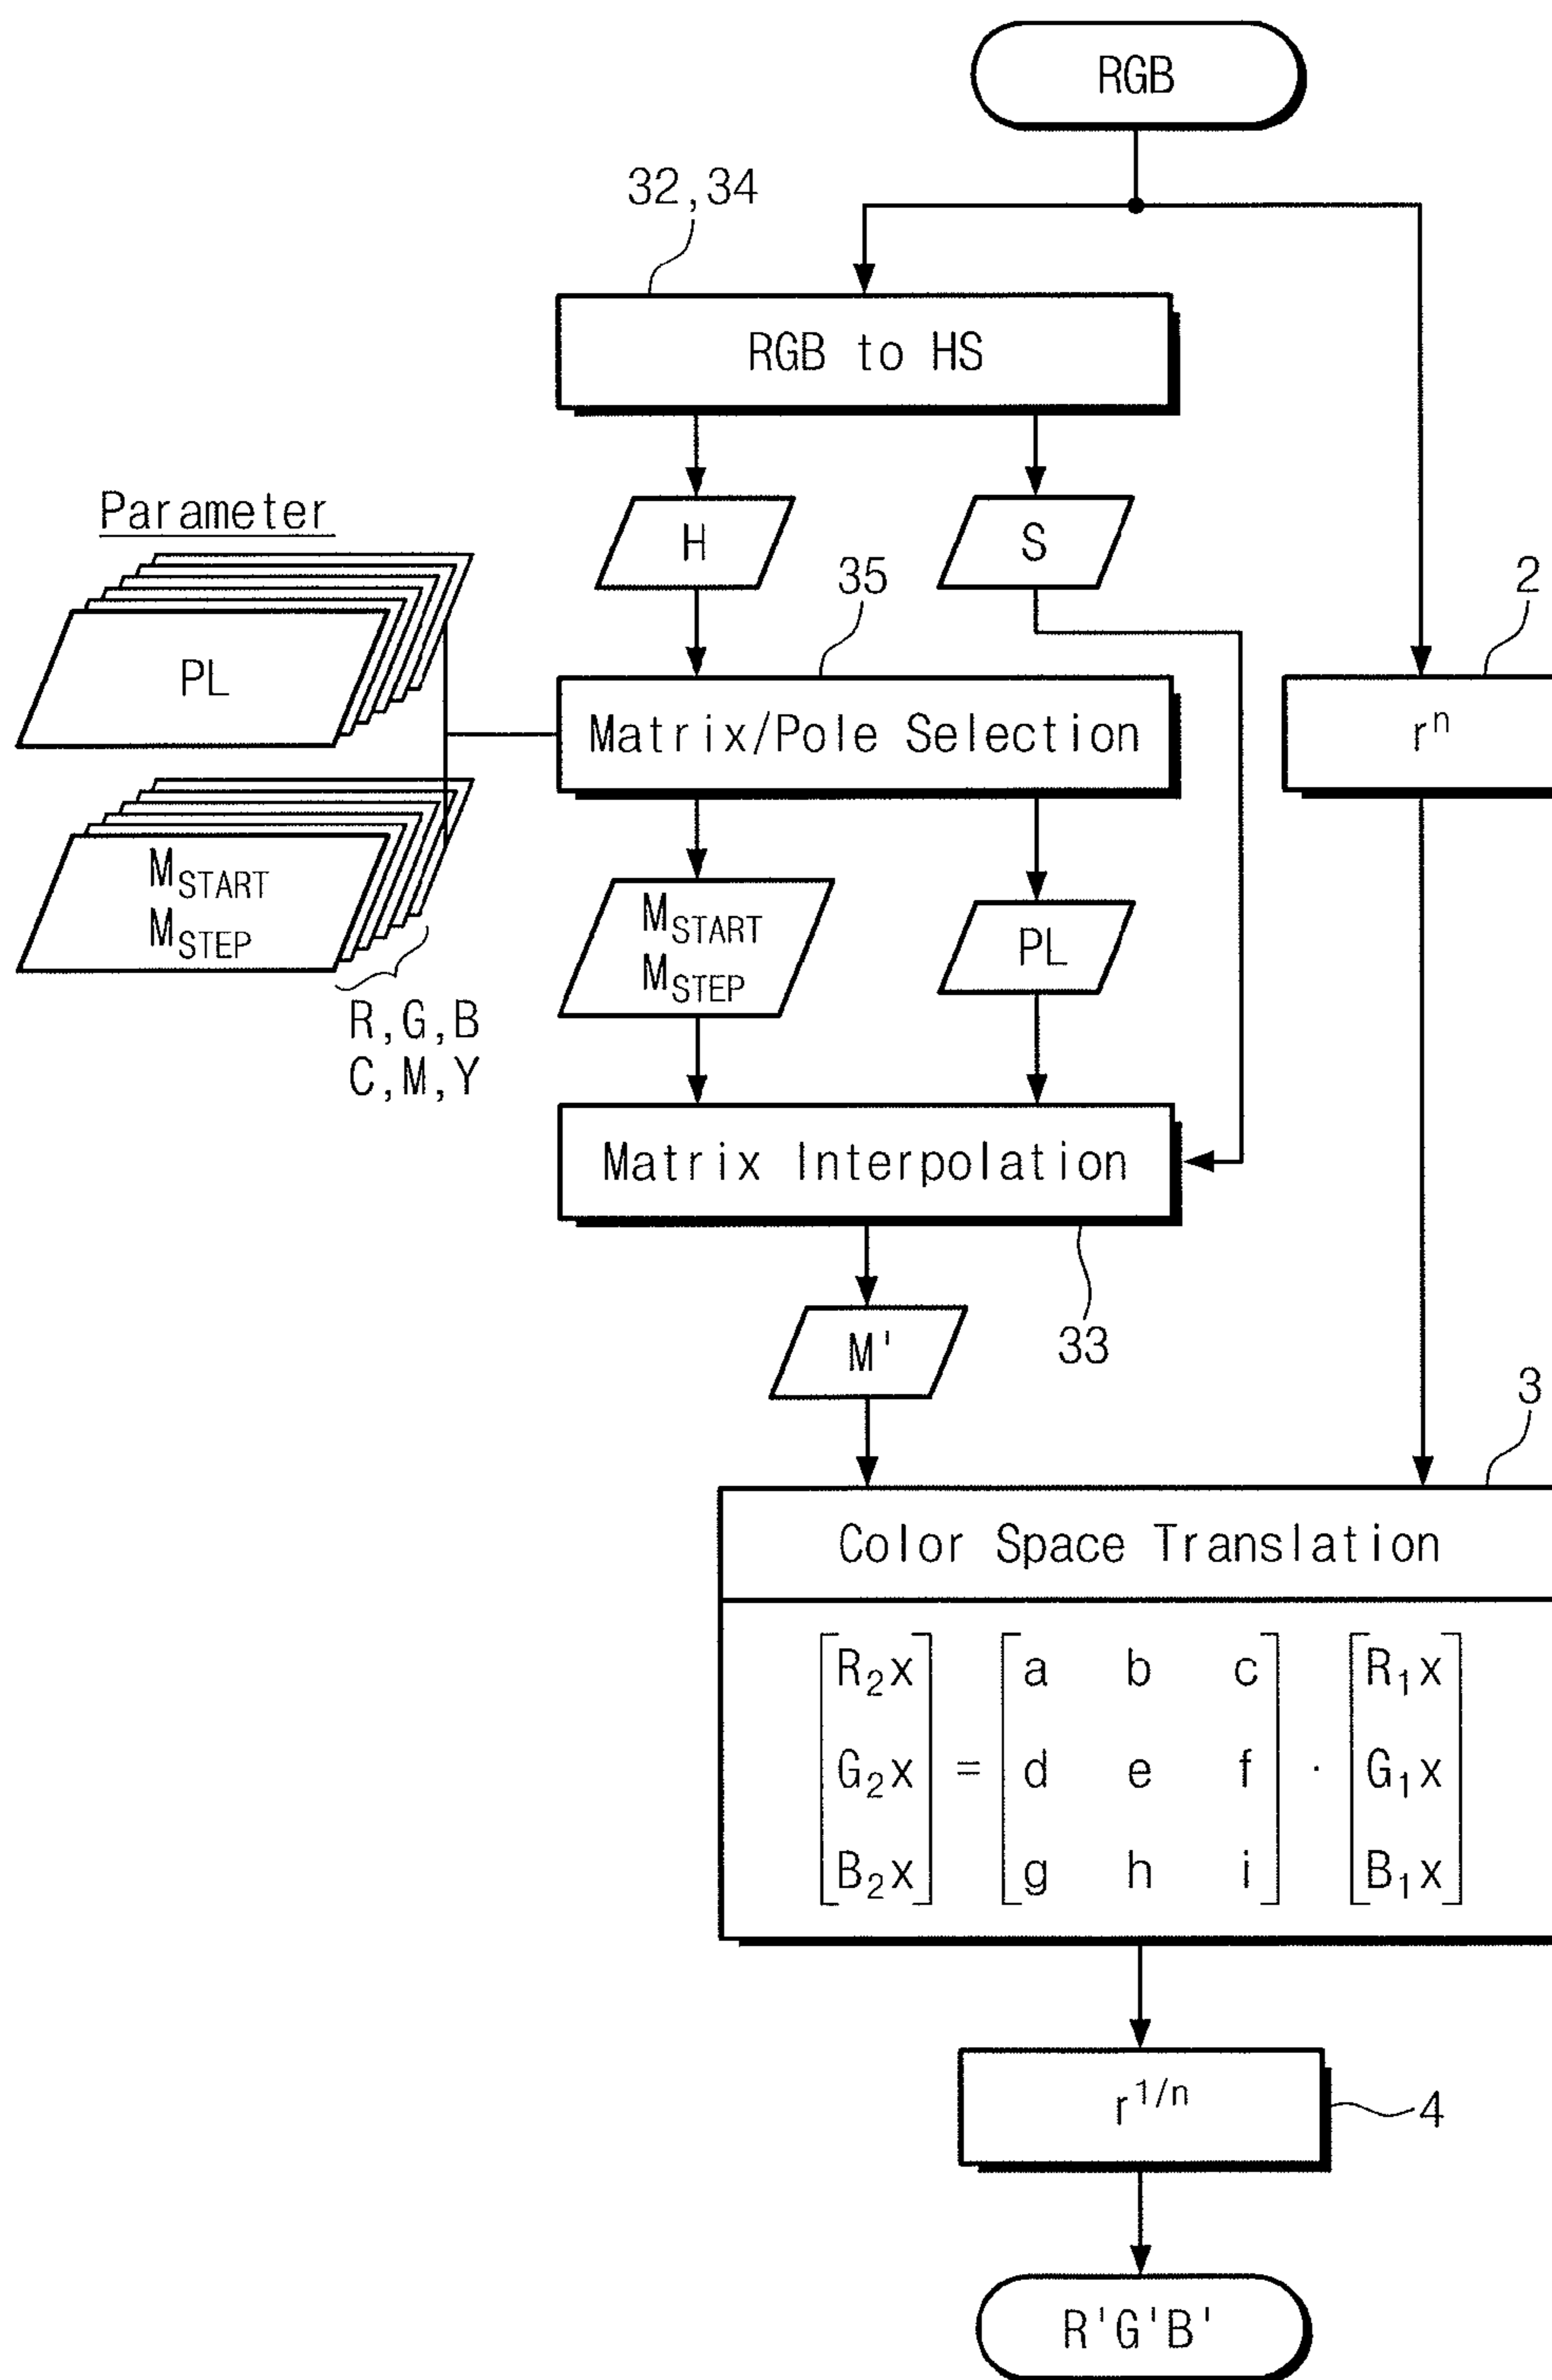 RGB
32,34
RGB to HS
Parameter
H
S
35
2
PL
Matrix/Pole Selection
rⁿ
M_START
M_STEP
M_START
M_STEP
PL
R,G,B
C,M,Y
Matrix Interpolation
M'
33
3
Color Space Translation
[R₂x] = [a b c] · [R₁x]
[G₂x] = [d e f] · [G₁x]
[B₂x] = [g h i] · [B₁x]
r^1/n
4
R'G'B'